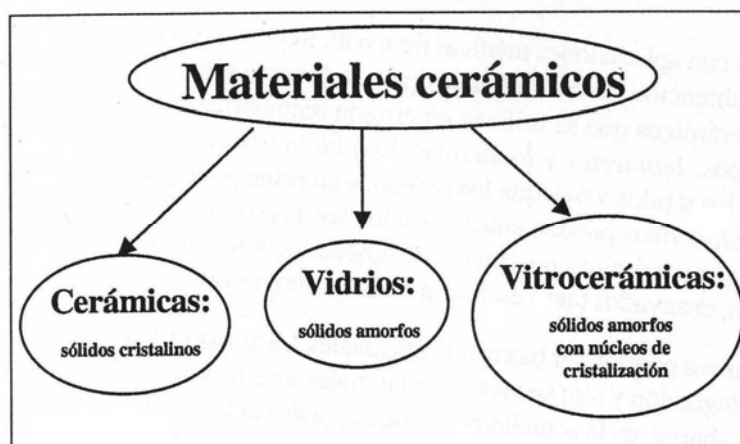 Materiales cerámicos
Cerámicas:
sólidos cristalinos
Vidrios:
sólidos amorfos
Vitrocerámicas:
sólidos amorfos
con núcleos de
cristalización